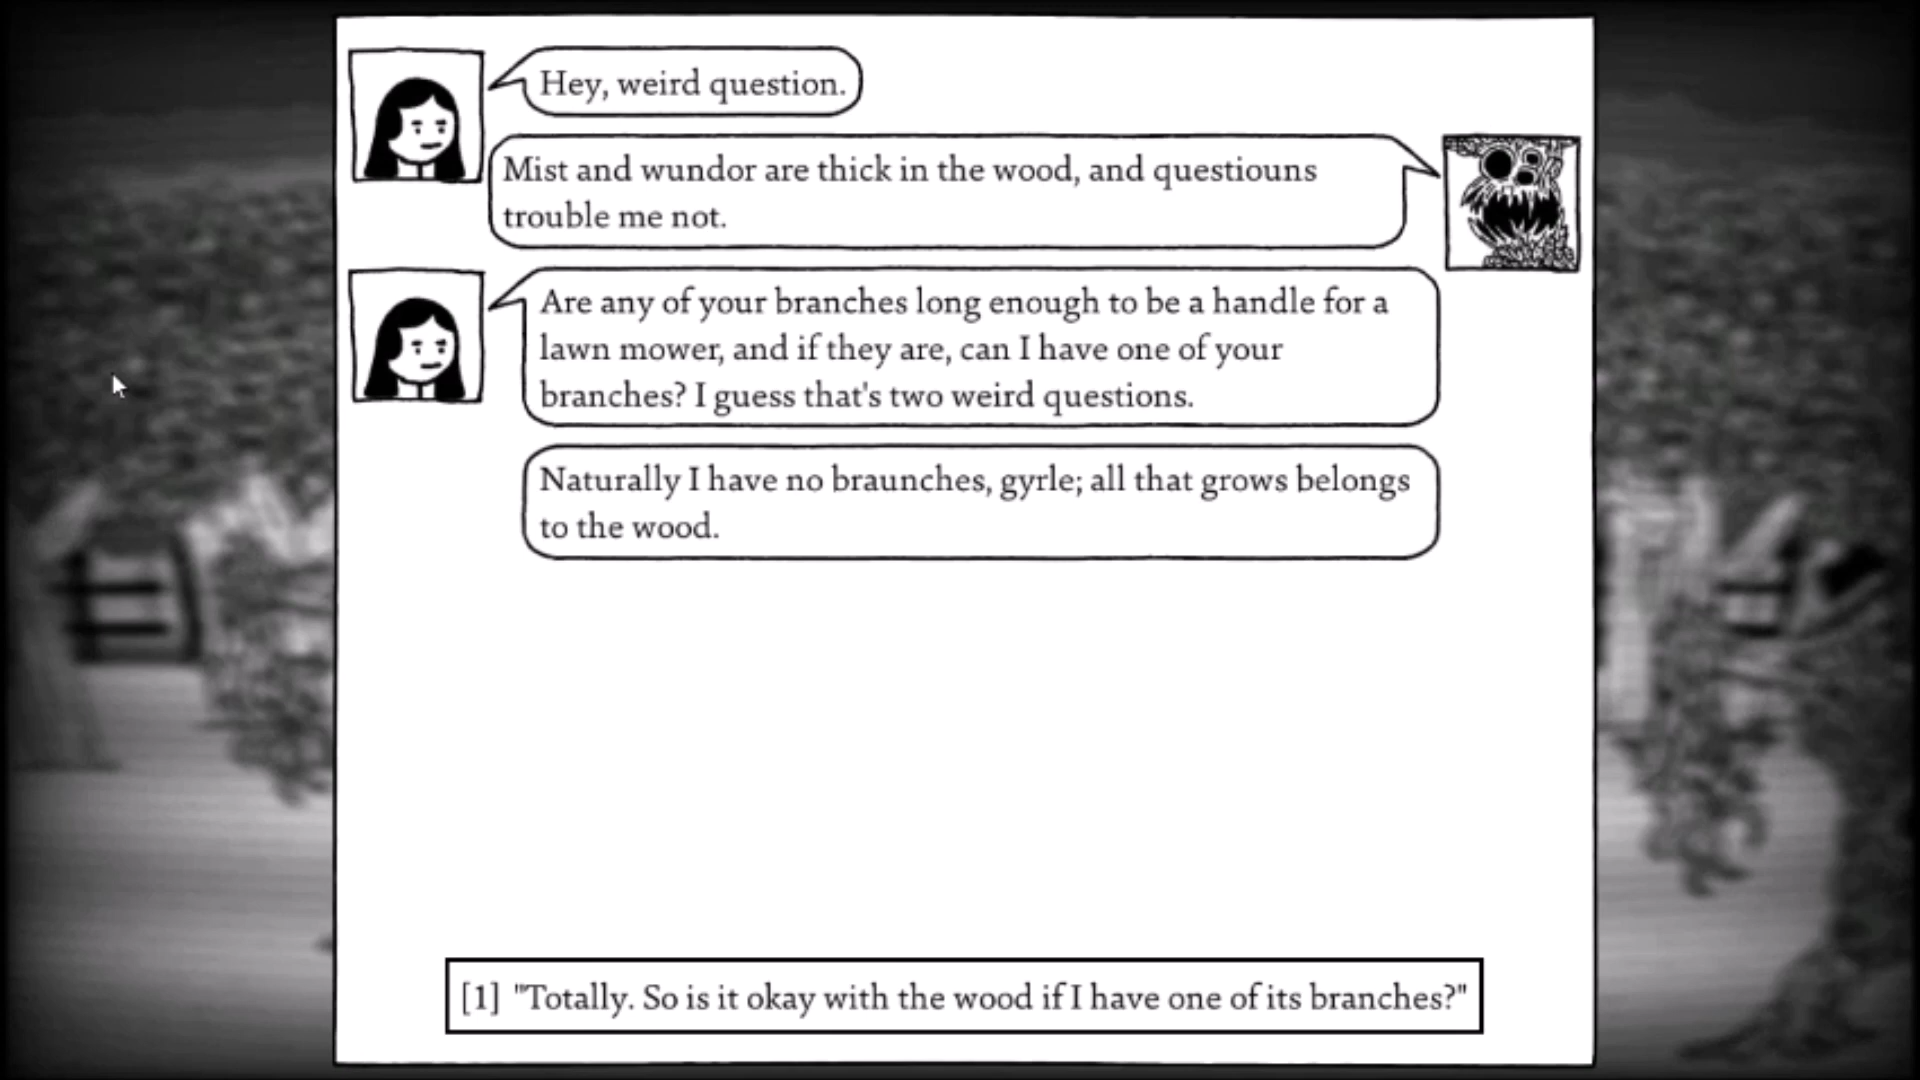 Hey, weird question.
Mist and wundor are thick in the wood, and questiouns
trouble me not.
Are any of your branches long enough to be a handle for a
lawn mower, and if they are, can I have one of your
branches? I guess that's two weird questions.
Naturally I have no braunches, gyrle; all that grows belongs
to the wood.
[1] "Totally. So is it okay with the wood if I have one of its branches?"